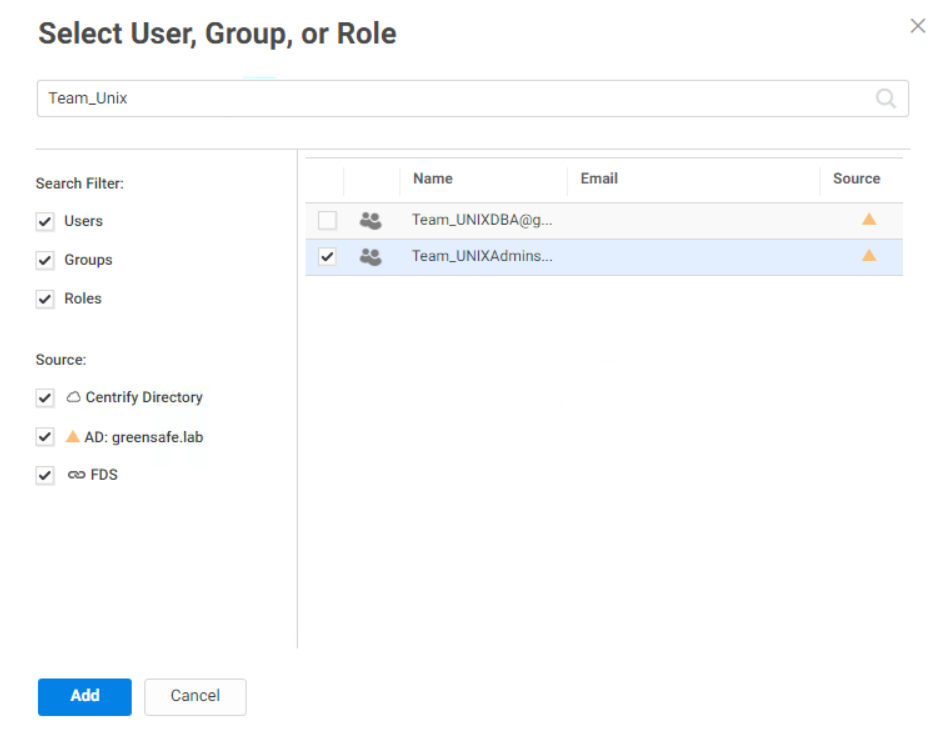 Select User, Group, or Role
Team_Unix
Search Filter:
Users
Groups
Roles
Source:
Centrify Directory
AD: greensafe.lab
FDS
Name Email Source
Team_UNIXDBA@g...
Team_UNIXAdmins...
Add Cancel